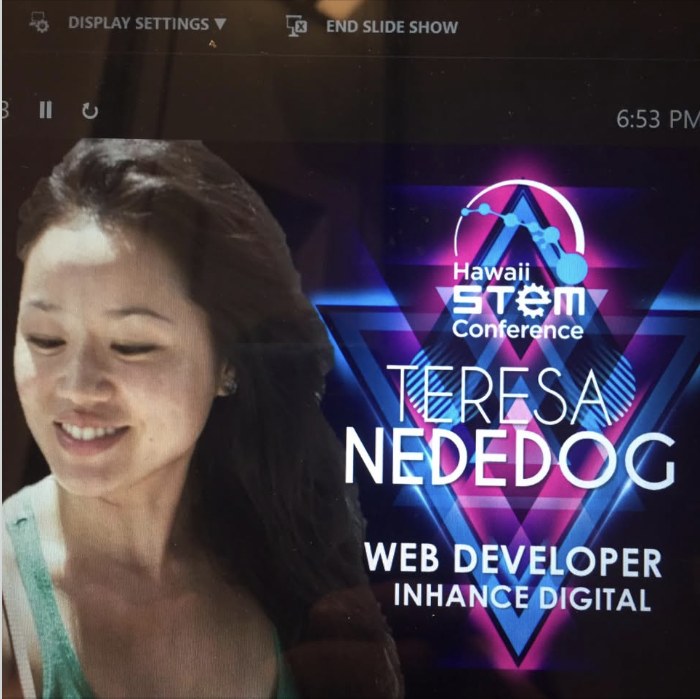 DISPLAY SETTINGS ▼
END SLIDE SHOW
6:53 PM
Hawaii
STEM
Conference
TERESA
NEDEDOG
WEB DEVELOPER
INHANCE DIGITAL